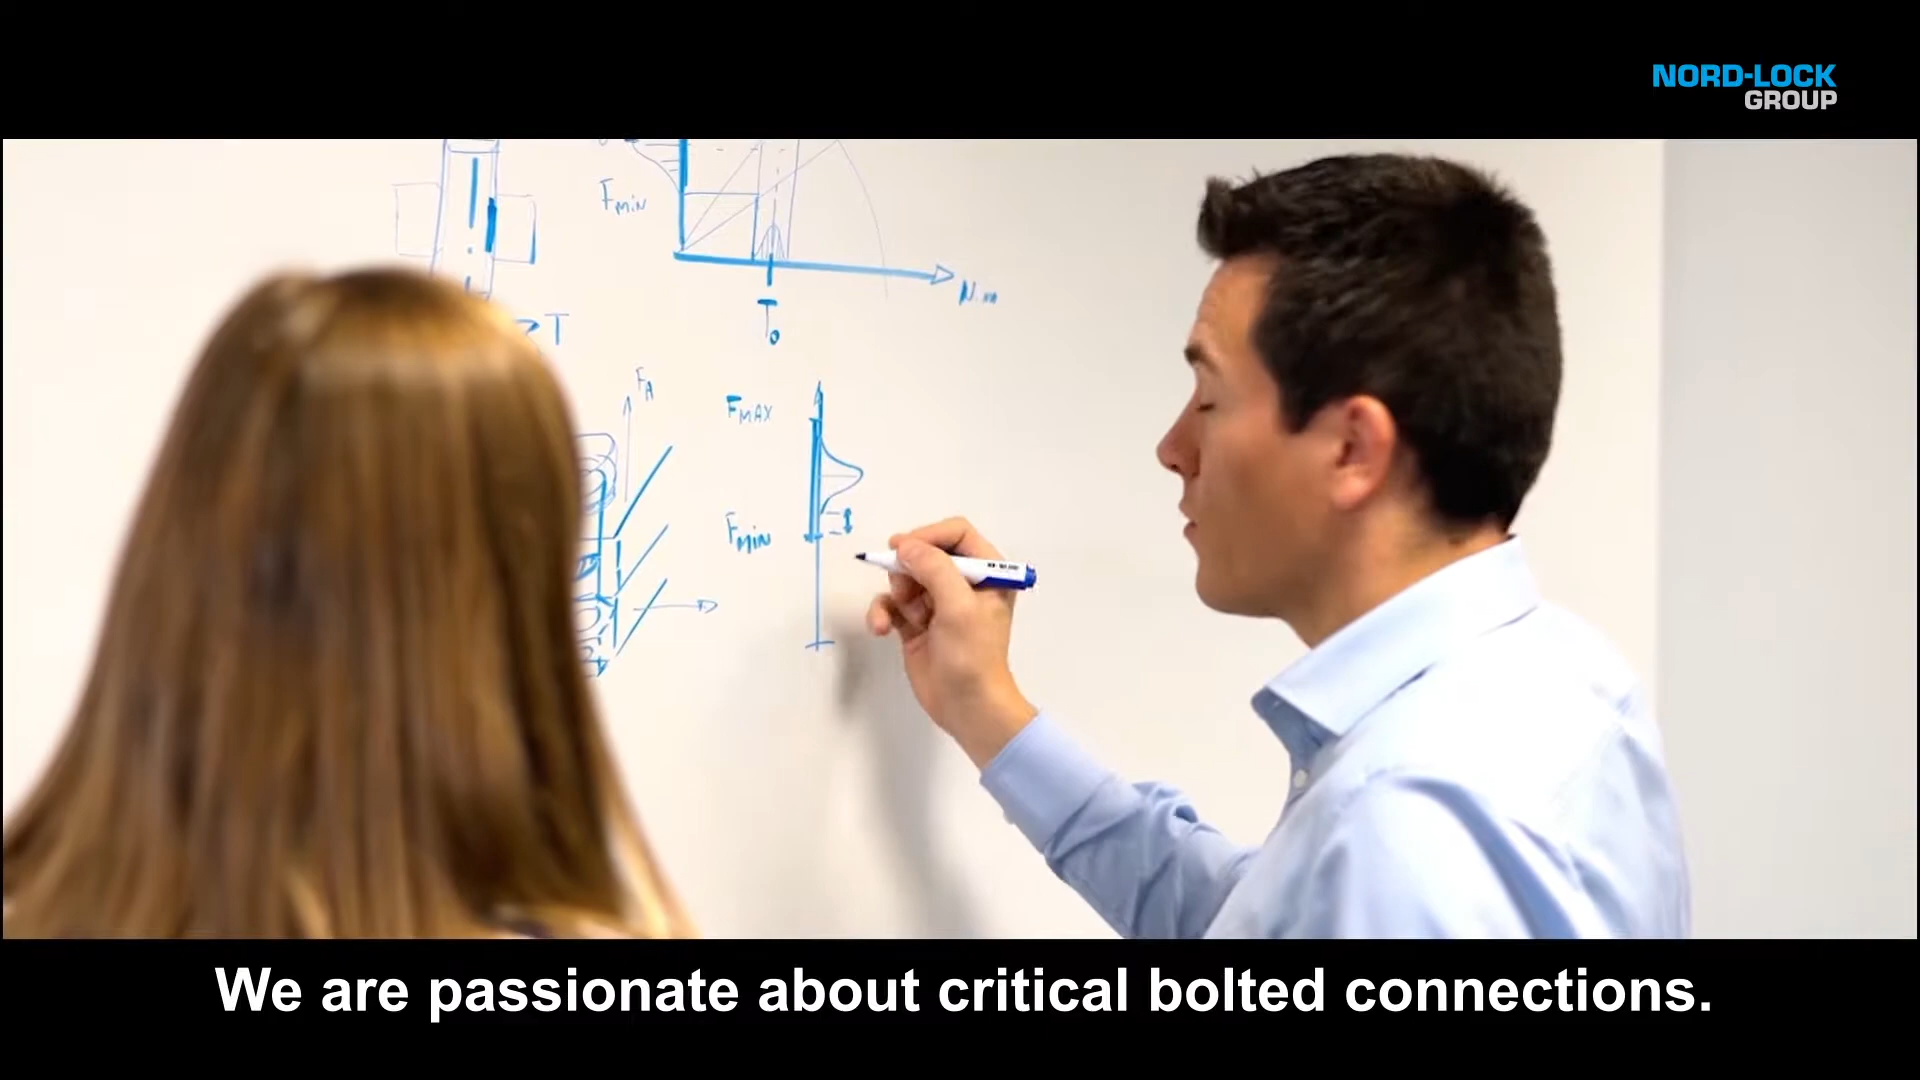 NORD-LOCK
GROUP
FMIN
T
T0
FA
FMAX
FMIN
We are passionate about critical bolted connections.